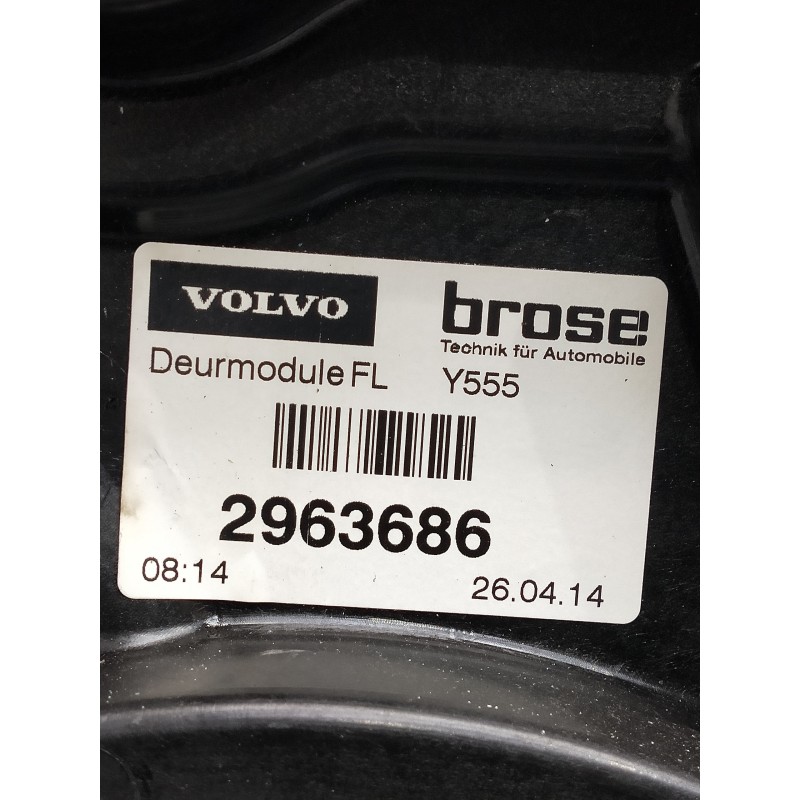 VOLVO
brose
Technik für Automobile
Deurmodule FL Y555
2963686
08:14 26.04.14